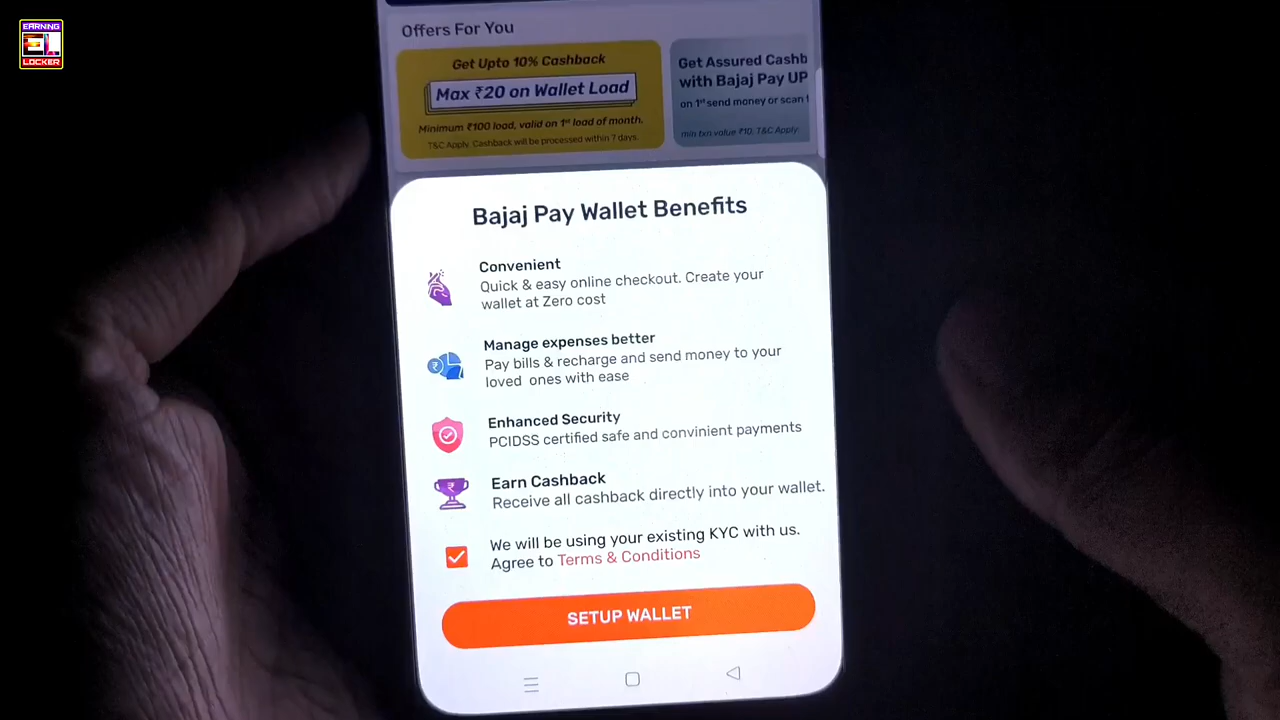 EARNING
LOCKER
Offers For You
Get Upto 10% Cashback
Max ₹20 on Wallet Load
Minimum ₹100 load, valid on 1st load of month.
T&C Apply. Cashback will be processed within 7 days.
Get Assured Cashb
with Bajaj Pay UP
on 1st send money or scan
min txn value ₹10, T&C Apply
Bajaj Pay Wallet Benefits
Convenient
Quick & easy online checkout. Create your
wallet at Zero cost
Manage expenses better
Pay bills & recharge and send money to your
loved ones with ease
Enhanced Security
PCIDSS certified safe and convinient payments
Earn Cashback
Receive all cashback directly into your wallet.
We will be using your existing KYC with us.
Agree to Terms & Conditions
SETUP WALLET